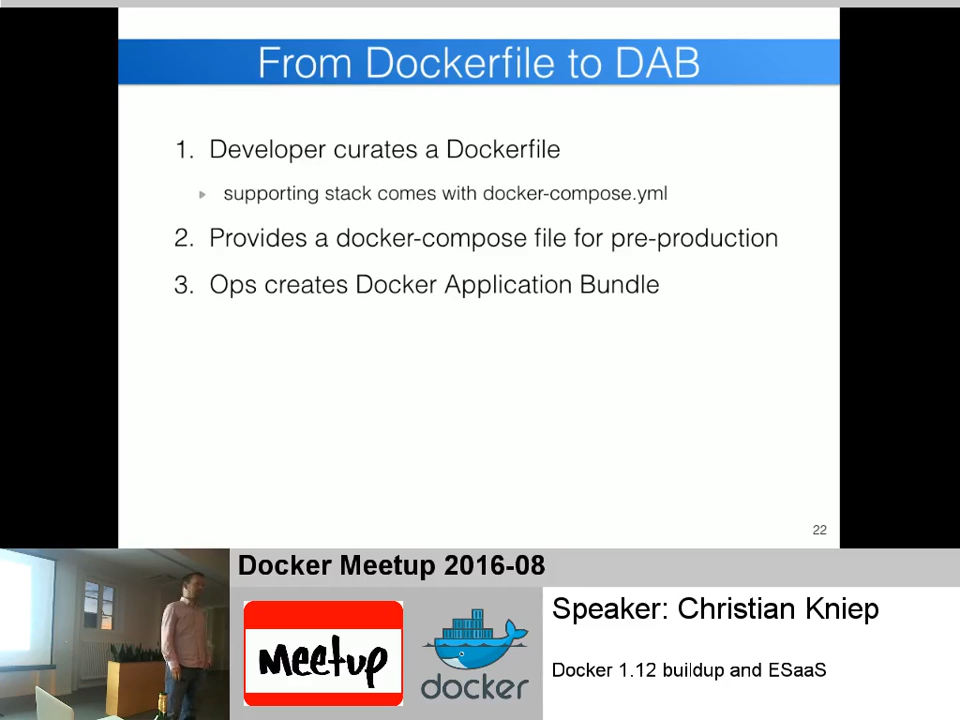 From Dockerfile to DAB
1. Developer curates a Dockerfile
supporting stack comes with docker-compose.yml
2. Provides a docker-compose file for pre-production
3. Ops creates Docker Application Bundle
22
Docker Meetup 2016-08
Meetup
docker
Speaker: Christian Kniep
Docker 1.12 buildup and ESaaS